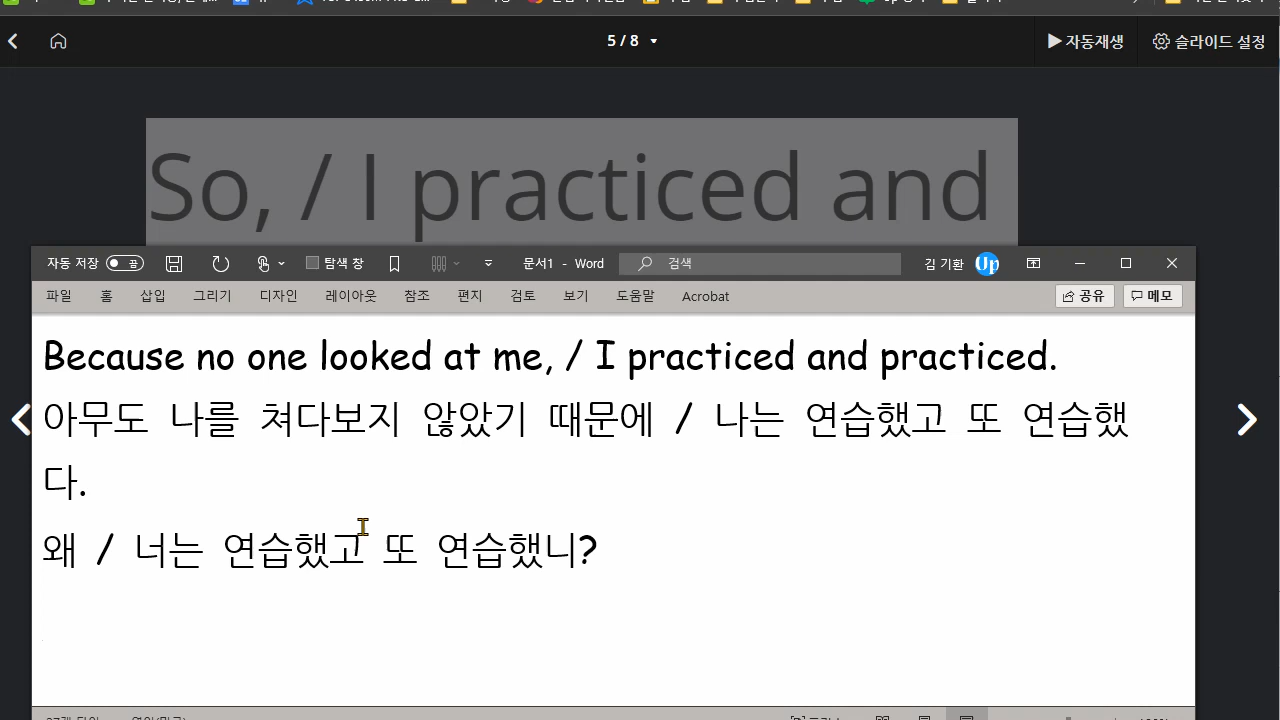 5 / 8
자동재생
슬라이드 설정
So, / I practiced and
자동 저장
끔
탐색 창
문서1 - Word
검색
김 기환
Up
파일 홈 삽입 그리기 디자인 레이아웃 참조 편지 검토 보기 도움말 Acrobat
공유
메모
Because no one looked at me, / I practiced and practiced.
아무도 나를 쳐다보지 않았기 때문에 / 나는 연습했고 또 연습했
다.
왜 / 너는 연습했고 또 연습했니?